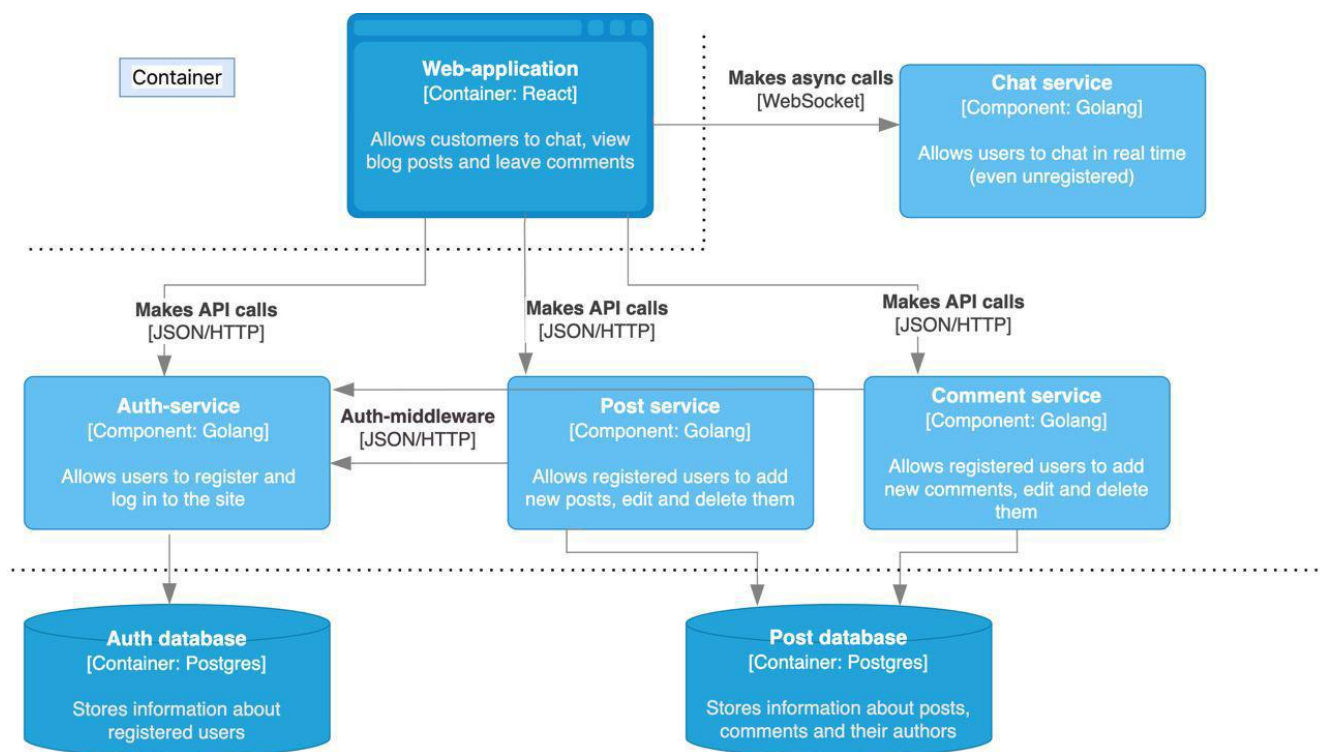 Container
Web-application
[Container: React]
Allows customers to chat, view
blog posts and leave comments
Makes async calls
[WebSocket]
Chat service
[Component: Golang]
Allows users to chat in real time
(even unregistered)
Makes API calls
[JSON/HTTP]
Makes API calls
[JSON/HTTP]
Makes API calls
[JSON/HTTP]
Auth-service
[Component: Golang]
Allows users to register and
log in to the site
Auth-middleware
[JSON/HTTP]
Post service
[Component: Golang]
Allows registered users to add
new posts, edit and delete them
Comment service
[Component: Golang]
Allows registered users to add
new comments, edit and delete
them
Auth database
[Container: Postgres]
Stores information about
registered users
Post database
[Container: Postgres]
Stores information about posts,
comments and their authors